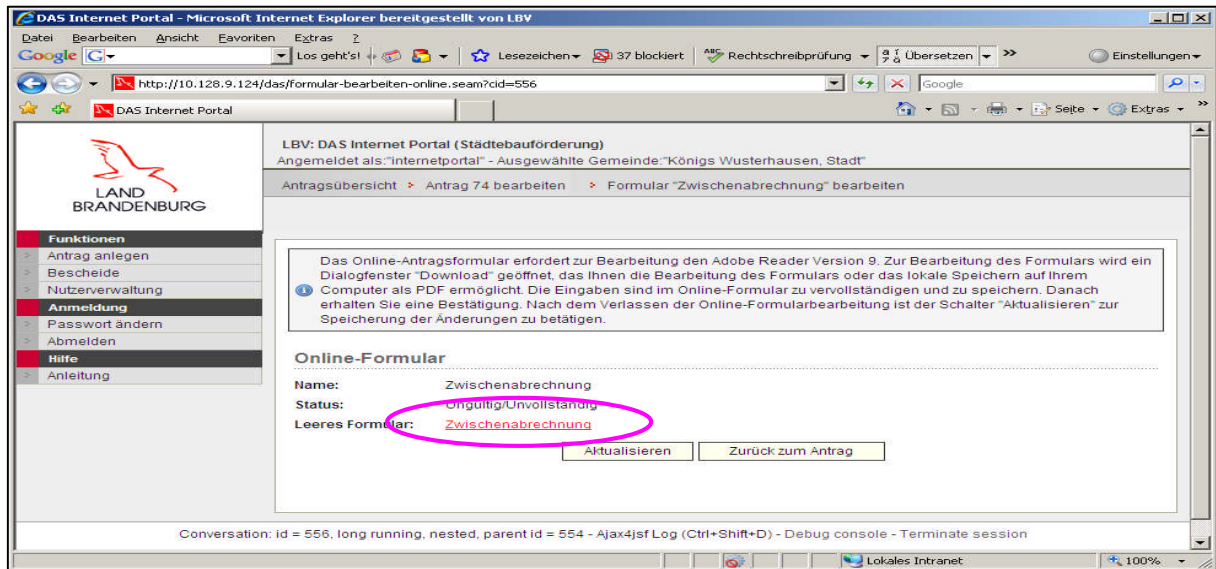 DAS Internet Portal - Microsoft Internet Explorer bereitgestellt von LBV
Datei Bearbeiten Ansicht Favoriten Extras ?
Google G Los geht's! Lesezeichen 37 blockiert Rechtschreibprüfung Übersetzen » Einstellungen
http://10.128.9.124/das/formular-bearbeiten-online.seam?cid=556 Google
DAS Internet Portal Seite Extras »
LAND
BRANDENBURG
LBV: DAS Internet Portal (Städtebauförderung)
Angemeldet als:"internetportal" - Ausgewählte Gemeinde:"Königs Wusterhausen, Stadt"
Antragsübersicht > Antrag 74 bearbeiten > Formular "Zwischenabrechnung" bearbeiten
Funktionen
> Antrag anlegen
> Bescheide
> Nutzerverwaltung
Anmeldung
> Passwort ändern
> Abmelden
Hilfe
> Anleitung
Das Online-Antragsformular erfordert zur Bearbeitung den Adobe Reader Version 9. Zur Bearbeitung des Formulars wird ein
Dialogfenster "Download" geöffnet, das Ihnen die Bearbeitung des Formulars oder das lokale Speichern auf Ihrem
Computer als PDF ermöglicht. Die Eingaben sind im Online-Formular zu vervollständigen und zu speichern. Danach
erhalten Sie eine Bestätigung. Nach dem Verlassen der Online-Formularbearbeitung ist der Schalter "Aktualisieren" zur
Speicherung der Änderungen zu betätigen.
Online-Formular
Name: Zwischenabrechnung
Status: Ungültig/Unvollständig
Leeres Formular: Zwischenabrechnung
Aktualisieren Zurück zum Antrag
Conversation: id = 556, long running, nested, parent id = 554 - Ajax4jsf Log (Ctrl+Shift+D) - Debug console - Terminate session
Lokales Intranet 100%